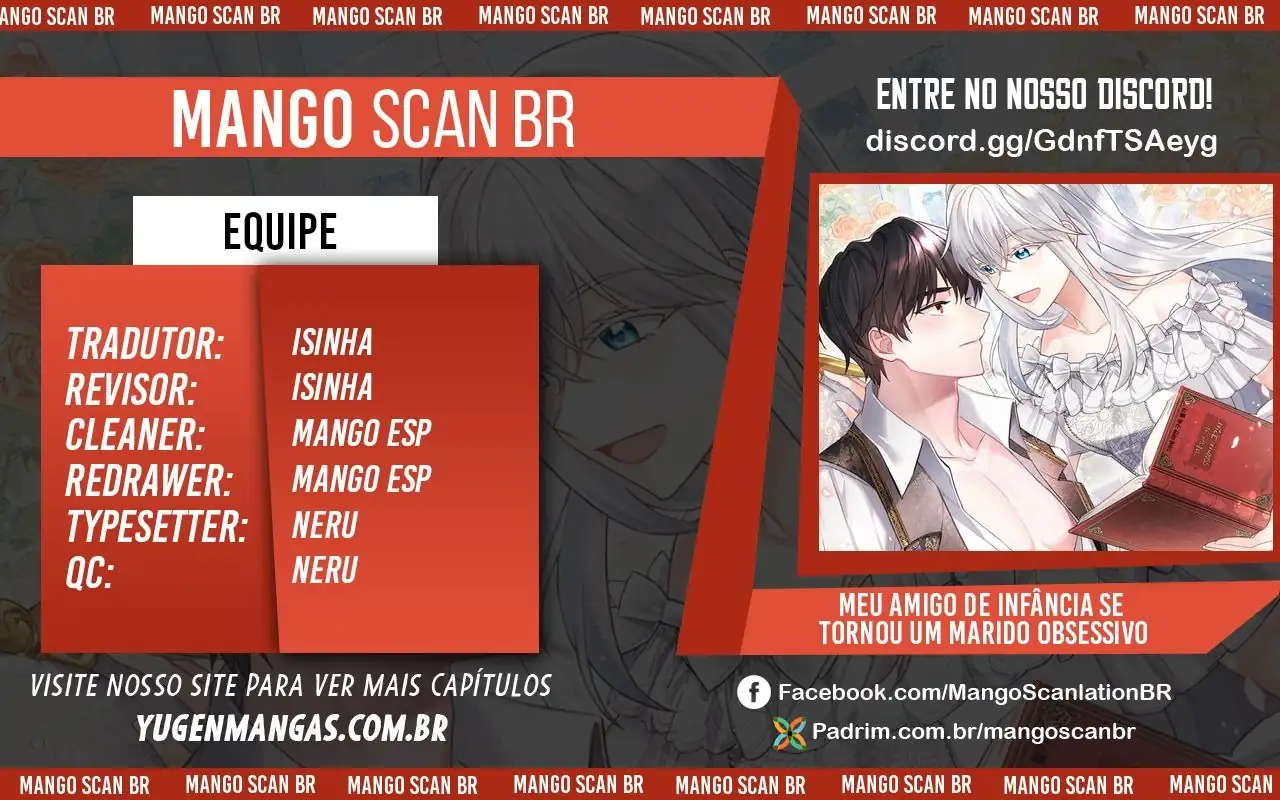 ANGO SCAN BR MANGO SCAN BR MANGO SCAN BR MANGO SCAN BR MANGO SCAN BR MANGO SCAN BR MANGO SCAN BR MANGO SCAN BR
MANGO SCAN BR
EQUIPE
TRADUTOR: ISINHA
REVISOR: ISINHA
CLEANER: MANGO ESP
REDRAWER: MANGO ESP
TYPESETTER: NERU
QC: NERU
VISITE NOSSO SITE PARA VER MAIS CAPÍTULOS
YUGENMANGAS.COM.BR
ENTRE NO NOSSO DISCORD!
discord.gg/GdnfTSAeyg
MEU AMIGO DE INFÂNCIA SE
TORNOU UM MARIDO OBSESSIVO
Facebook.com/MangoScanlationBR
Padrim.com.br/mangoscanbr
MANGO SCAN BR MANGO SCAN BR MANGO SCAN BR MANGO SCAN BR MANGO SCAN BR MANGO SCAN BR MANGO SCAN BR MANGO SCAN